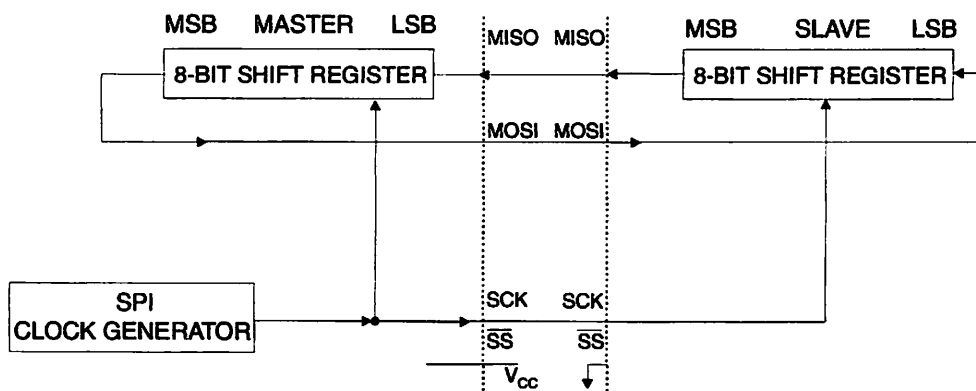 MSB MASTER LSB
8-BIT SHIFT REGISTER
MISO MISO
MSB SLAVE LSB
8-BIT SHIFT REGISTER
MOSI MOSI
SPI
CLOCK GENERATOR
SCK SCK
SS SS
VCC